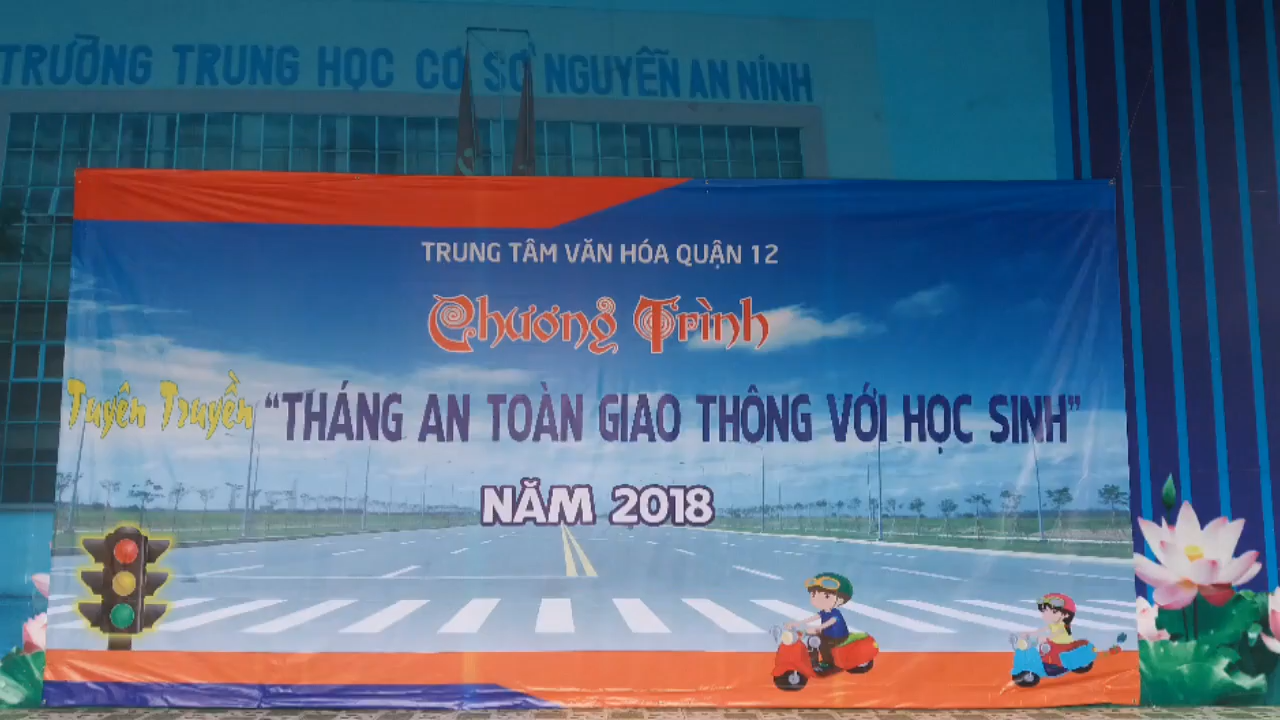 TRƯỜNG TRUNG HỌC CƠ SỞ NGUYỄN AN NINH
TRUNG TÂM VĂN HÓA QUẬN 12
Chương Trình
Tuyên Truyền "THÁNG AN TOÀN GIAO THÔNG VỚI HỌC SINH"
NĂM 2018